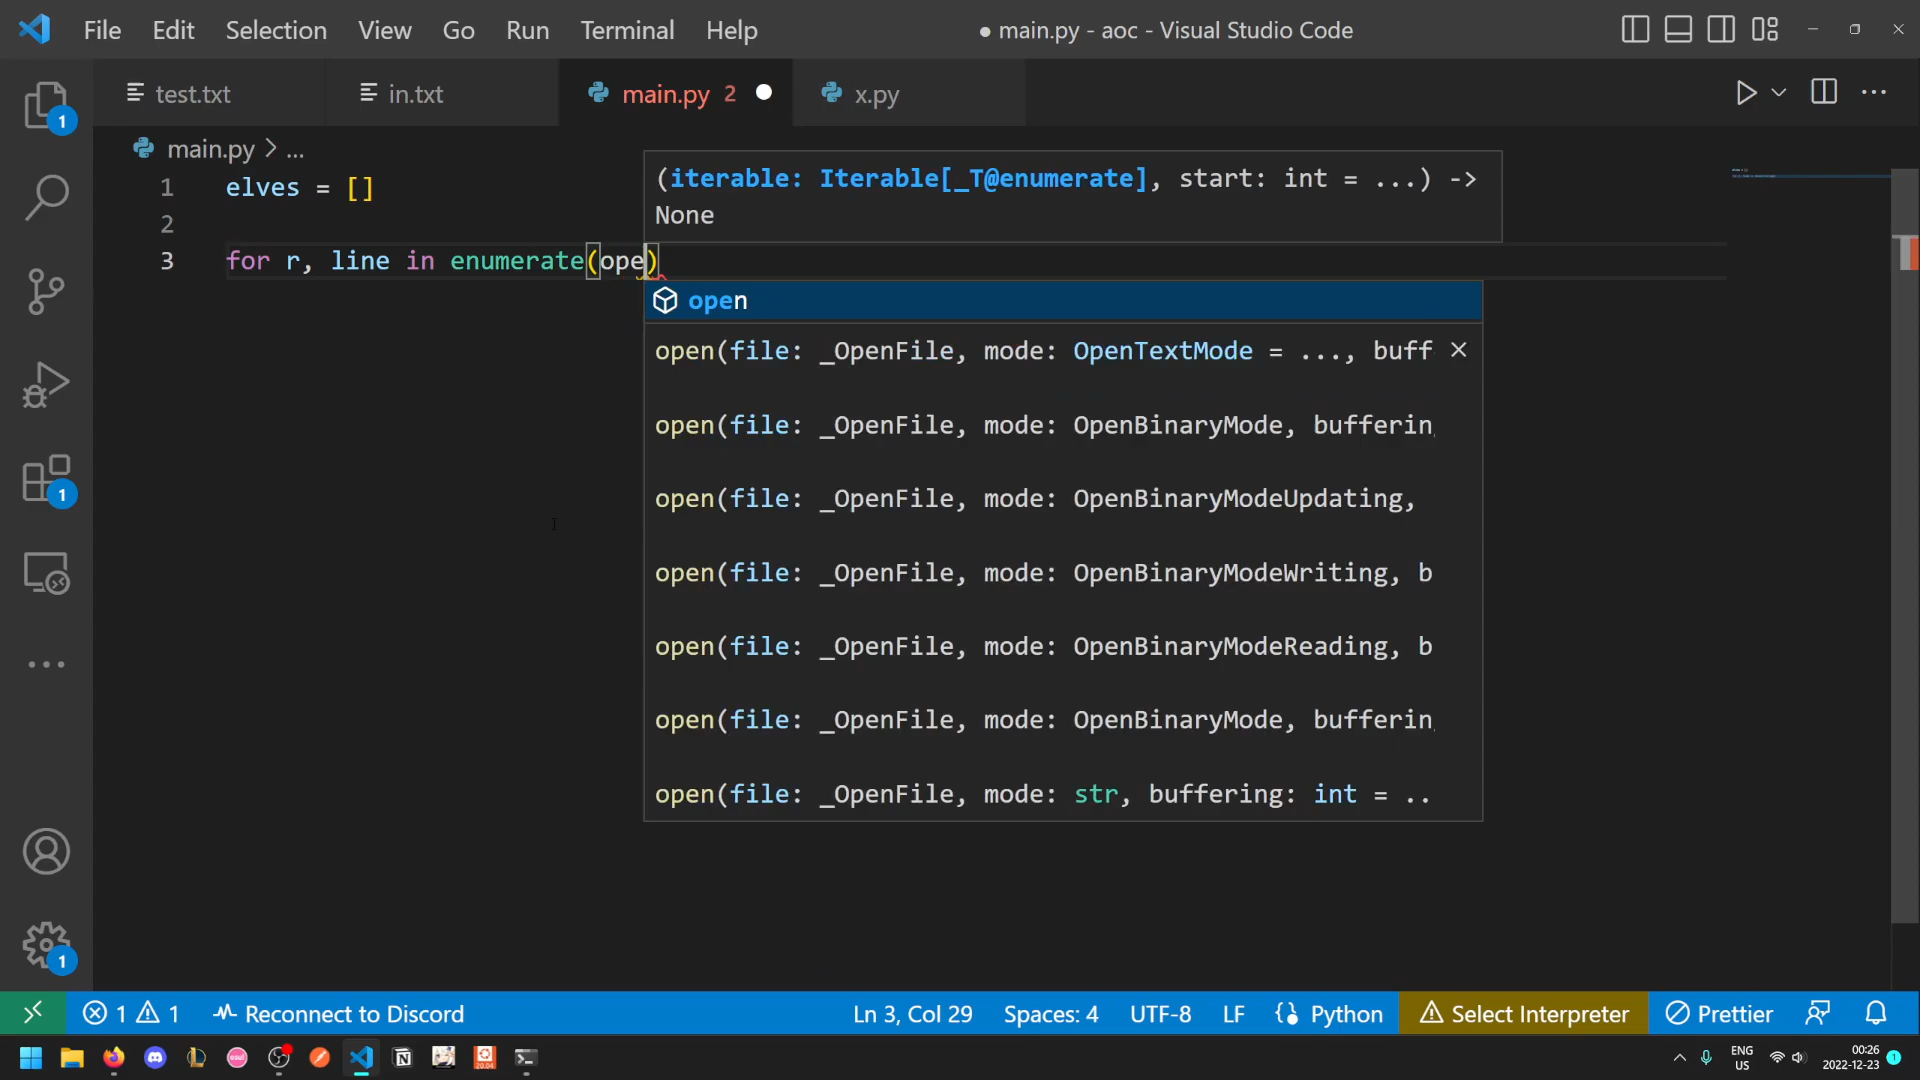 File Edit Selection View Go Run Terminal Help
● main.py - aoc - Visual Studio Code
test.txt in.txt main.py 2 x.py
main.py > ...
1 elves = []
2
3 for r, line in enumerate(ope)
(iterable: Iterable[_T@enumerate], start: int = ...) ->
None
open
open(file: _OpenFile, mode: OpenTextMode = ..., buff
open(file: _OpenFile, mode: OpenBinaryMode, bufferin
open(file: _OpenFile, mode: OpenBinaryModeUpdating,
open(file: _OpenFile, mode: OpenBinaryModeWriting, b
open(file: _OpenFile, mode: OpenBinaryModeReading, b
open(file: _OpenFile, mode: OpenBinaryMode, bufferin
open(file: _OpenFile, mode: str, buffering: int = ..
1
1
1
1 1 Reconnect to Discord Ln 3, Col 29 Spaces: 4 UTF-8 LF Python Select Interpreter Prettier
osu! 20.04
ENG
US
00:26
2022-12-23
1